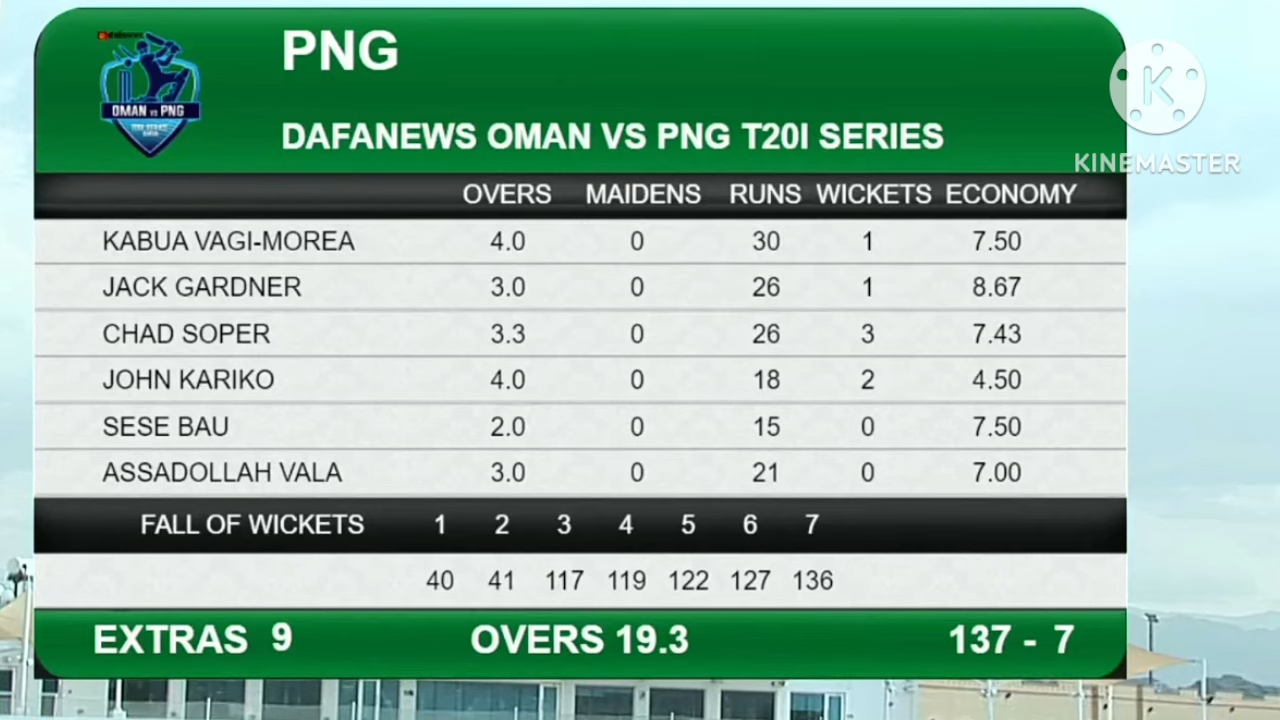 PNG
DAFANEWS OMAN VS PNG T20I SERIES
OMAN VS PNG
K
KINEMASTER
OVERS MAIDENS RUNS WICKETS ECONOMY
KABUA VAGI-MOREA 4.0 0 30 1 7.50
JACK GARDNER 3.0 0 26 1 8.67
CHAD SOPER 3.3 0 26 3 7.43
JOHN KARIKO 4.0 0 18 2 4.50
SESE BAU 2.0 0 15 0 7.50
ASSADOLLAH VALA 3.0 0 21 0 7.00
FALL OF WICKETS 1 2 3 4 5 6 7
40 41 117 119 122 127 136
EXTRAS 9 OVERS 19.3 137 - 7